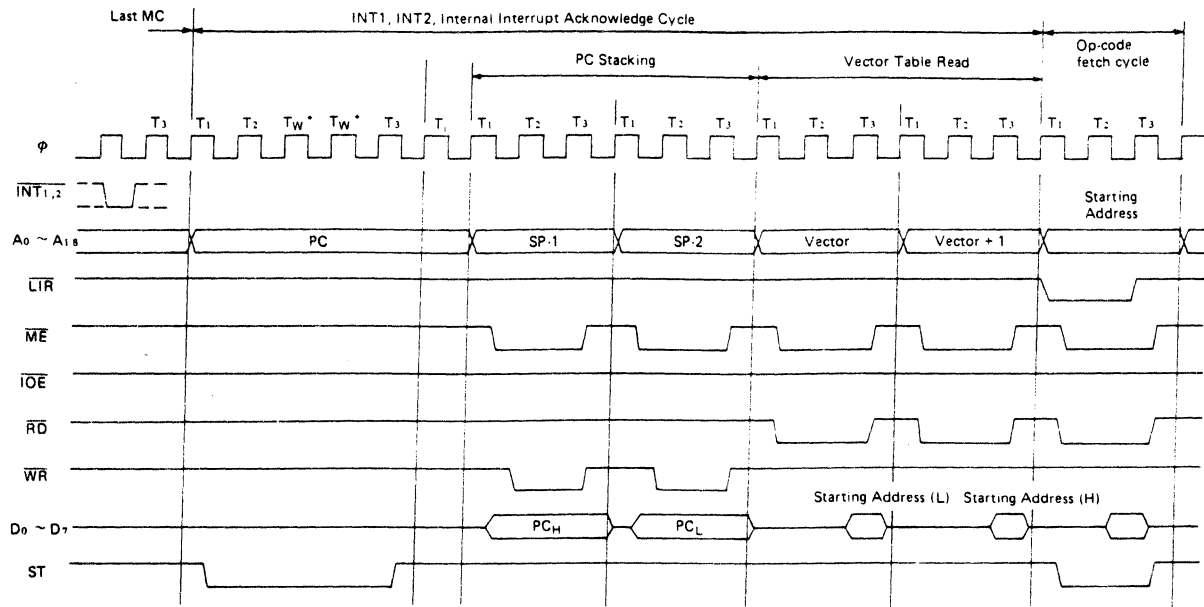 Last MC
INT1, INT2, Internal Interrupt Acknowledge Cycle
Op-code
fetch cycle
PC Stacking
Vector Table Read
T3 T1 T2 TW* TW* T3 Ti T1 T2 T3 T1 T2 T3 T1 T2 T3 T1 T2 T3 T1 T2 T3
φ
INT1,2
Starting
Address
A0 ~ A18
PC
SP-1
SP-2
Vector
Vector + 1
LIR
ME
IOE
RD
WR
Starting Address (L)
Starting Address (H)
D0 ~ D7
PCH
PCL
ST